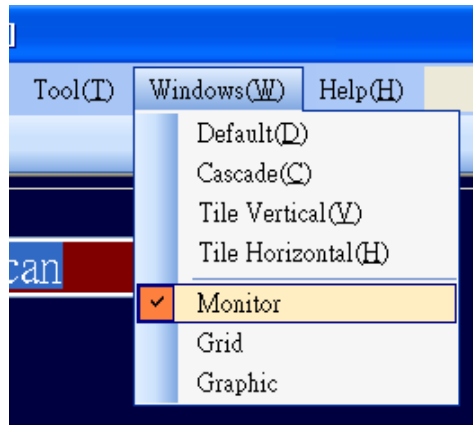 Tool(T) Windows(W) Help(H)
Default(D)
Cascade(C)
Tile Vertical(V)
Tile Horizontal(H)
can
Monitor
Grid
Graphic